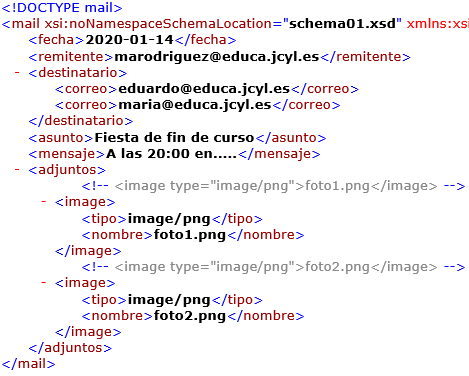 <!DOCTYPE mail>
<mail xsi:noNamespaceSchemaLocation="schema01.xsd" xmlns:xsi
<fecha>2020-01-14</fecha>
<remitente>marodriguez@educa.jcyl.es</remitente>
- <destinatario>
<correo>eduardo@educa.jcyl.es</correo>
<correo>maria@educa.jcyl.es</correo>
</destinatario>
<asunto>Fiesta de fin de curso</asunto>
<mensaje>A las 20:00 en.....</mensaje>
- <adjuntos>
<!-- <image type="image/png">foto1.png</image> -->
- <image>
<tipo>image/png</tipo>
<nombre>foto1.png</nombre>
</image>
<!-- <image type="image/png">foto2.png</image> -->
- <image>
<tipo>image/png</tipo>
<nombre>foto2.png</nombre>
</image>
</adjuntos>
</mail>